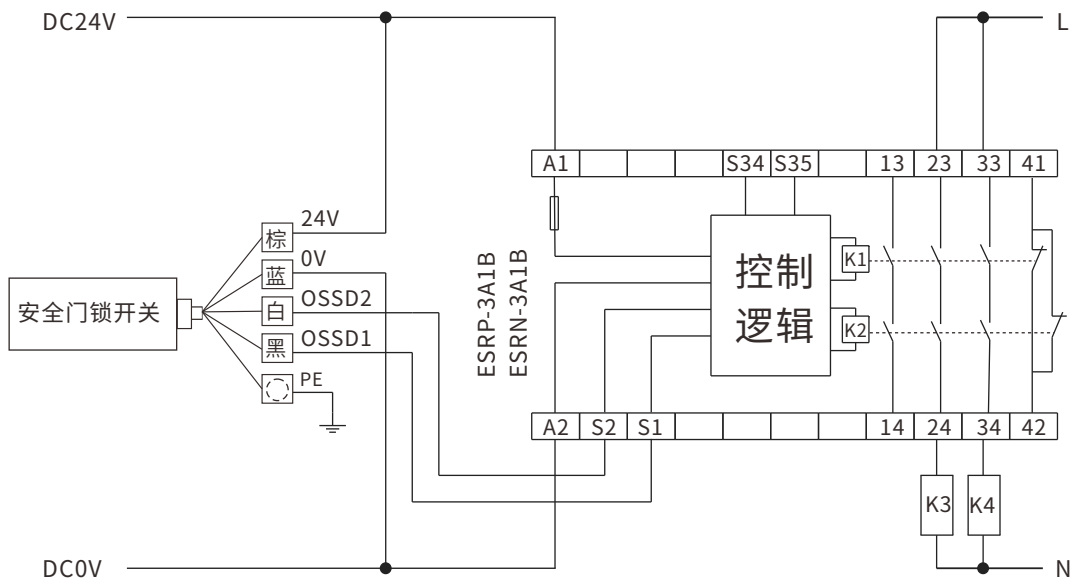 DC24V
L
A1
S34
S35
13
23
33
41
24V
棕
0V
蓝
OSSD2
白
OSSD1
黑
PE
安全门锁开关
ESRP-3A1B
ESRN-3A1B
控制
逻辑
K1
K2
A2
S2
S1
14
24
34
42
K3
K4
DC0V
N